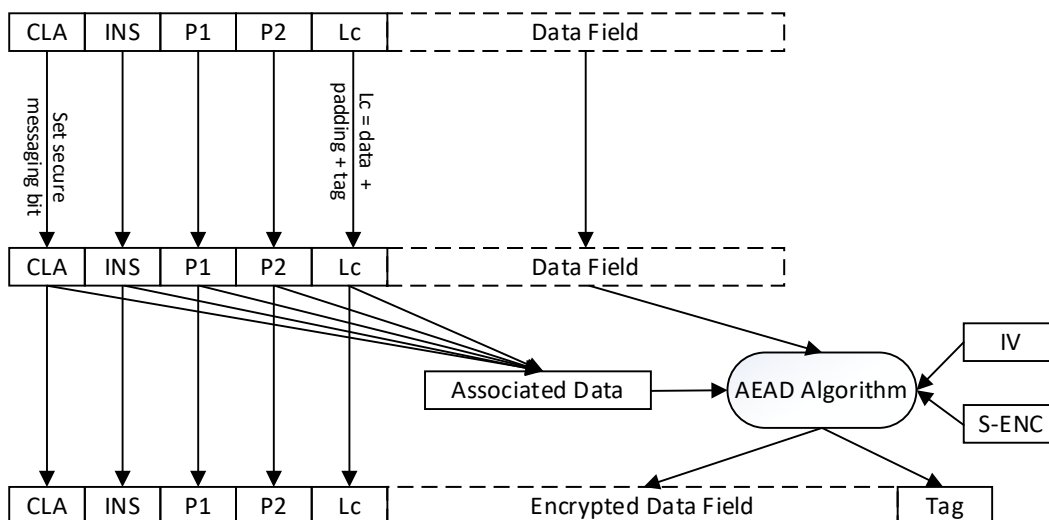 CLA INS P1 P2 Lc Data Field
Set secure
messaging bit
Lc = data +
padding + tag
CLA INS P1 P2 Lc Data Field
IV
Associated Data AEAD Algorithm
S-ENC
CLA INS P1 P2 Lc Encrypted Data Field Tag